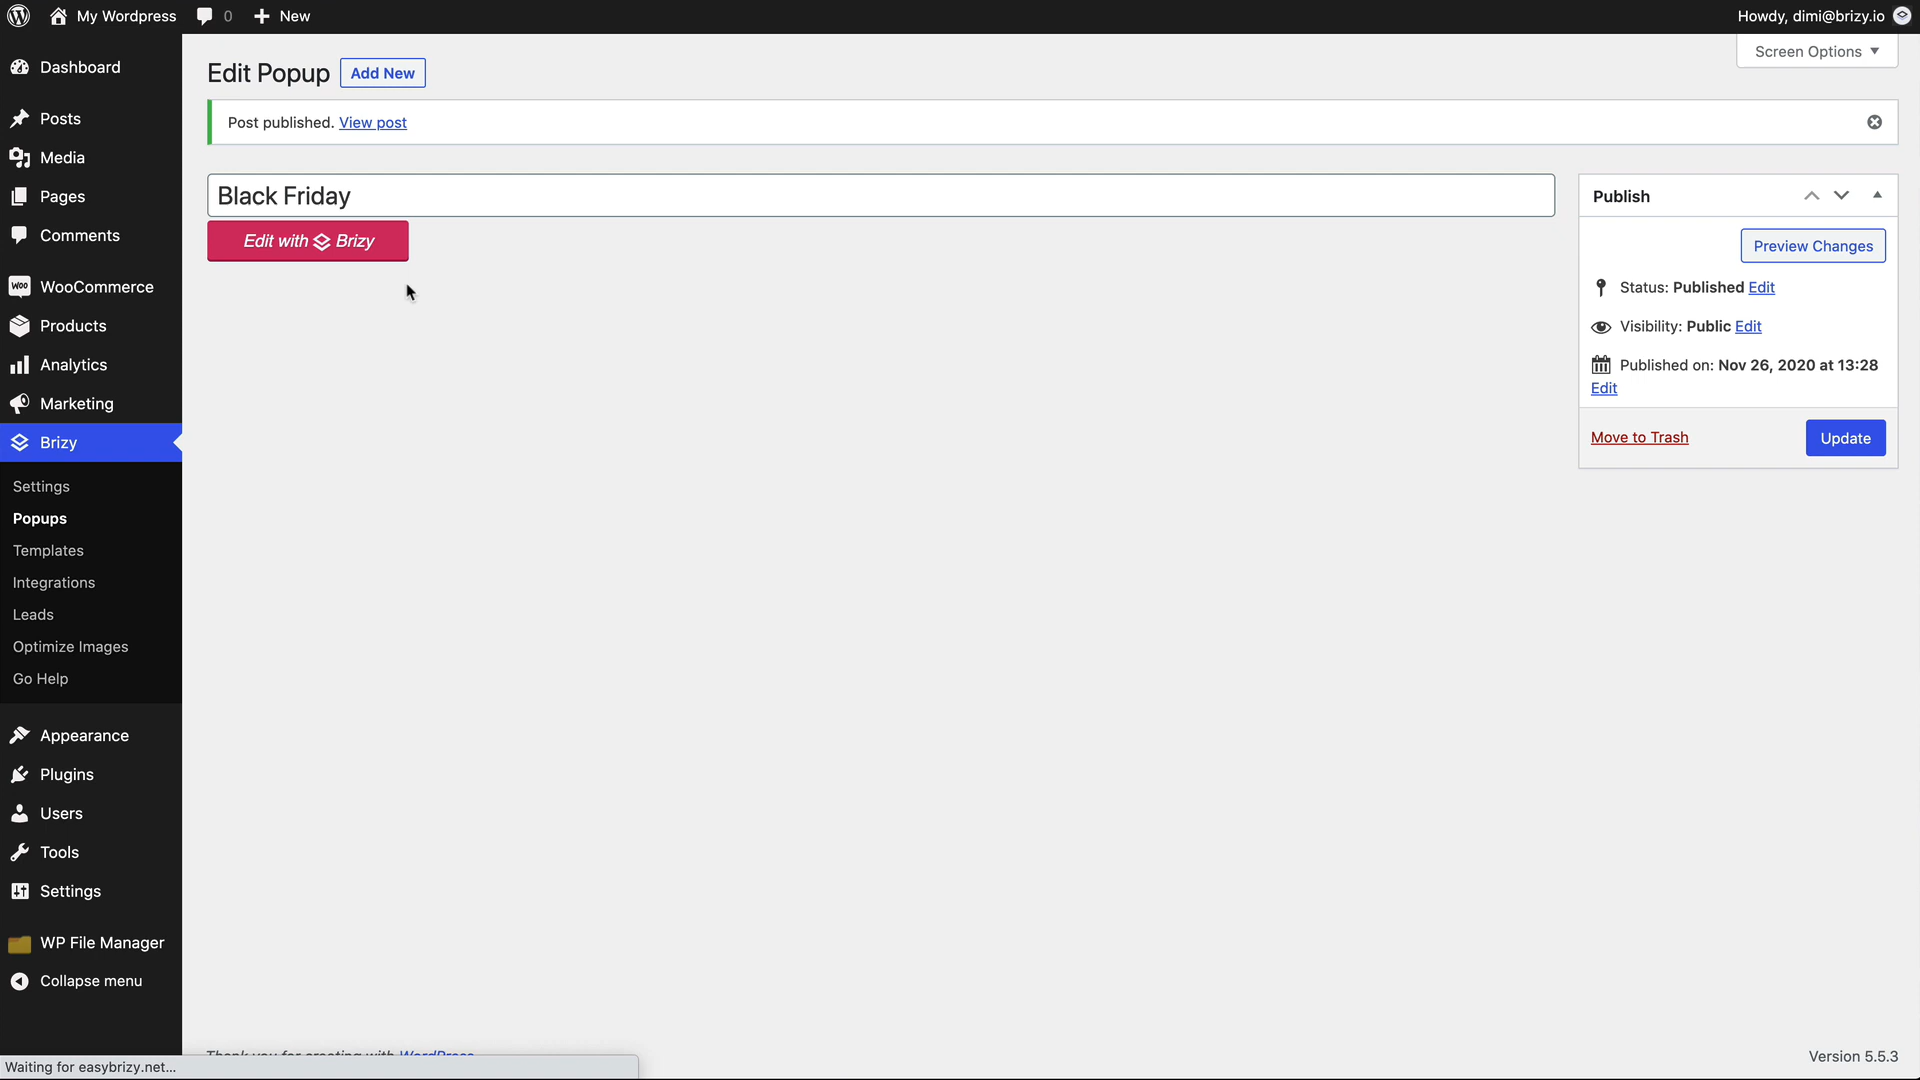 My Wordpress
0
New
Howdy, dimi@brizy.io
Screen Options
Dashboard
Posts
Media
Pages
Comments
WOO
WooCommerce
Products
Analytics
Marketing
Brizy
Settings
Popups
Templates
Integrations
Leads
Optimize Images
Go Help
Appearance
Plugins
Users
Tools
Settings
WP File Manager
Collapse menu
Edit Popup
Add New
Post published. View post
Black Friday
Edit with Brizy
Publish
Preview Changes
Status: Published Edit
Visibility: Public Edit
Published on: Nov 26, 2020 at 13:28
Edit
Move to Trash
Update
Thank you for creating with WordPress
Version 5.5.3
Waiting for easybrizy.net...